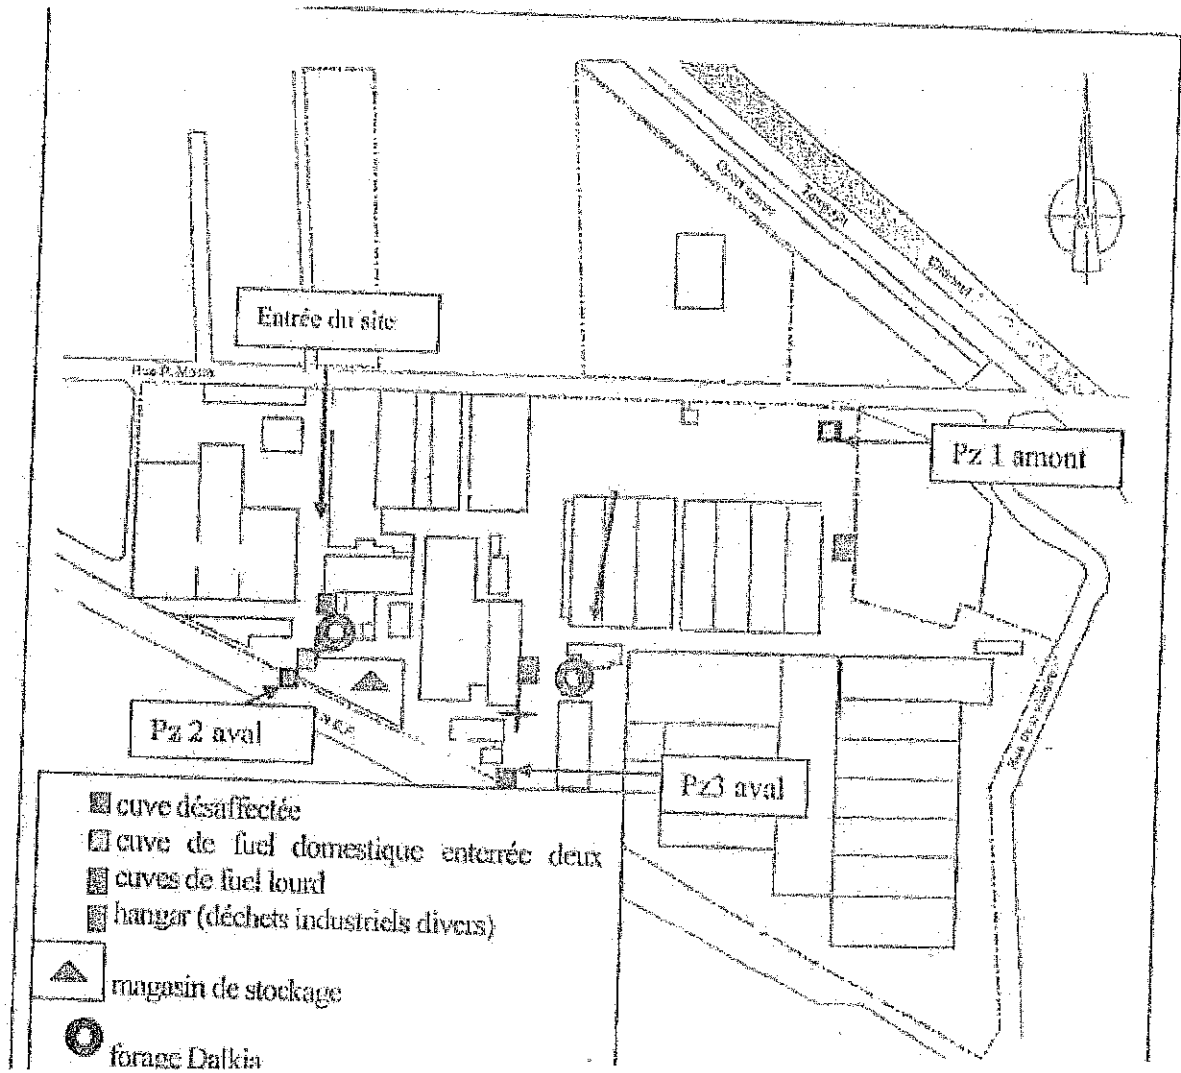 Entrée du site
Rue P.
Pz 1 amont
Pz 2 aval
Pz3 aval
cuve désaffectée
cuve de fuel domestique enterrée deux
cuves de fuel lourd
hangar (déchets industriels divers)
magasin de stockage
forage Dalkia